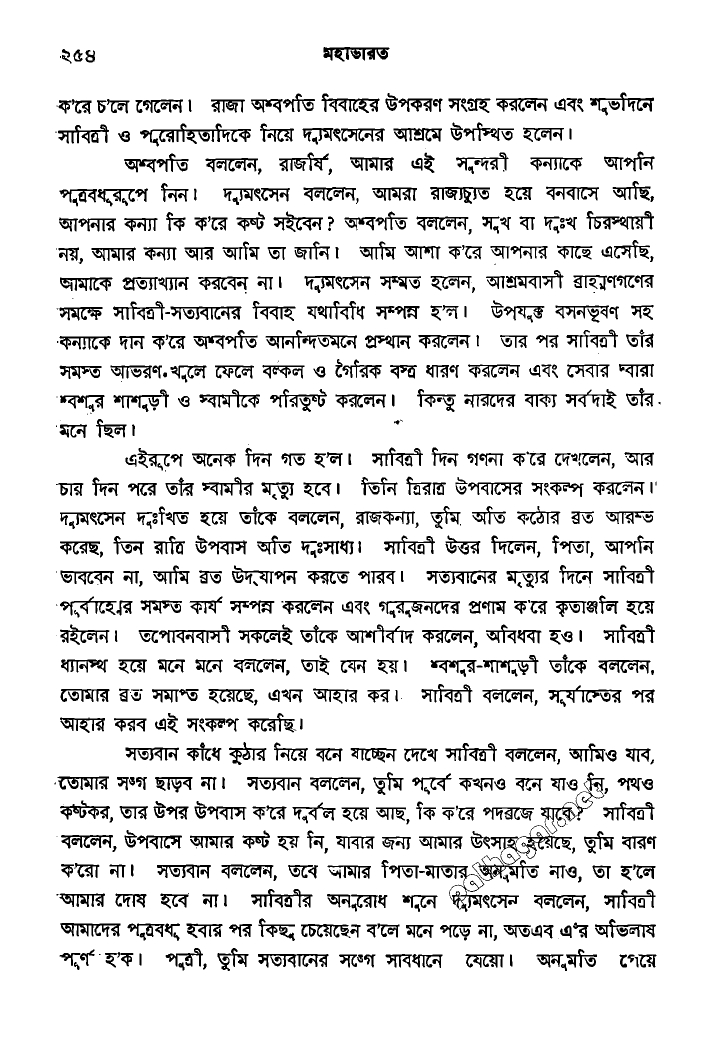 ২৫৪
মহাভারত
ক'রে চ'লে গেলেন। রাজা অশ্বপতি বিবাহের উপকরণ সংগ্রহ করলেন এবং শুভদিনে
সাবিত্রী ও পুরোহিতাদিকে নিয়ে দ্যুমৎসেনের আশ্রমে উপস্থিত হলেন।
অশ্বপতি বললেন, রাজর্ষি, আমার এই সুন্দরী কন্যাকে আপনি
পুত্রবধূরূপে নিন। দ্যুমৎসেন বললেন, আমরা রাজ্যচ্যুত হয়ে বনবাসে আছি,
আপনার কন্যা কি ক'রে কষ্ট সইবেন? অশ্বপতি বললেন, সুখ বা দুঃখ চিরস্থায়ী
নয়, আমার কন্যা আর আমি তা জানি। আমি আশা ক'রে আপনার কাছে এসেছি,
আমাকে প্রত্যাখ্যান করবেন না। দ্যুমৎসেন সম্মত হলেন, আশ্রমবাসী ব্রাহ্মণগণের
সমক্ষে সাবিত্রী-সত্যবানের বিবাহ যথাবিধি সম্পন্ন হ'ল। উপযুক্ত বসনভূষণ সহ
কন্যাকে দান ক'রে অশ্বপতি আনন্দিতমনে প্রস্থান করলেন। তার পর সাবিত্রী তাঁর
সমস্ত আভরণ খুলে ফেলে বল্কল ও গৈরিক বস্ত্র ধারণ করলেন এবং সেবার দ্বারা
শ্বশুর শাশুড়ী ও স্বামীকে পরিতুষ্ট করলেন। কিন্তু নারদের বাক্য সর্বদাই তাঁর
মনে ছিল।
এইরূপে অনেক দিন গত হ'ল। সাবিত্রী দিন গণনা ক'রে দেখলেন, আর
চার দিন পরে তাঁর স্বামীর মৃত্যু হবে। তিনি ত্রিরাত্র উপবাসের সংকল্প করলেন।
দ্যুমৎসেন দুঃখিত হয়ে তাঁকে বললেন, রাজকন্যা, তুমি অতি কঠোর ব্রত আরম্ভ
করেছ, তিন রাত্রি উপবাস অতি দুঃসাধ্য। সাবিত্রী উত্তর দিলেন, পিতা, আপনি
ভাববেন না, আমি ব্রত উদ্‌যাপন করতে পারব। সত্যবানের মৃত্যুর দিনে সাবিত্রী
পূর্বাহ্ণের সমস্ত কার্য সম্পন্ন করলেন এবং গুরুজনদের প্রণাম ক'রে কৃতাঞ্জলি হয়ে
রইলেন। তপোবনবাসী সকলেই তাঁকে আশীর্বাদ করলেন, অবিধবা হও। সাবিত্রী
ধ্যানস্থ হয়ে মনে মনে বললেন, তাই যেন হয়। শ্বশুর-শাশুড়ী তাঁকে বললেন,
তোমার ব্রত সমাপ্ত হয়েছে, এখন আহার কর। সাবিত্রী বললেন, সূর্যাস্তের পর
আহার করব এই সংকল্প করেছি।
সত্যবান কাঁধে কুঠার নিয়ে বনে যাচ্ছেন দেখে সাবিত্রী বললেন, আমিও যাব,
তোমার সঙ্গ ছাড়ব না। সত্যবান বললেন, তুমি পূর্বে কখনও বনে যাও নি, পথও
কষ্টকর, তার উপর উপবাস ক'রে দুর্বল হয়ে আছ, কি ক'রে পদব্রজে যাবে? সাবিত্রী
বললেন, উপবাসে আমার কষ্ট হয় নি, যাবার জন্য আমার উৎসাহ হয়েছে, তুমি বারণ
ক'রো না। সত্যবান বললেন, তবে আমার পিতা-মাতার অনুমতি নাও, তা হ'লে
আমার দোষ হবে না। সাবিত্রীর অনুরোধ শুনে দ্যুমৎসেন বললেন, সাবিত্রী
আমাদের পুত্রবধূ হবার পর কিছু চেয়েছেন ব'লে মনে পড়ে না, অতএব এ'র অভিলাষ
পূর্ণ হ'ক। পুত্রী, তুমি সত্যবানের সঙ্গে সাবধানে যেয়ো। অনুমতি পেয়ে